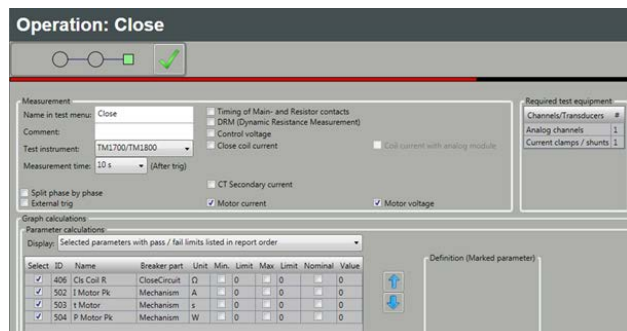 Operation: Close
Measurement
Name in test menu: Close
Comment:
Test instrument: TM1700/TM1800
Measurement time: 10 s (After trig)
Split phase by phase
External trig
Timing of Main- and Resistor contacts
DRM (Dynamic Resistance Measurement)
Control voltage
Close coil current
Coil current with analog module
CT Secondary current
Motor current
Motor voltage
Required test equipment
Channels/Transducers #
Analog channels 1
Current clamps / shunts 1
Graph calculations
Parameter calculations
Display: Selected parameters with pass / fail limits listed in report order
Select ID Name Breaker part Unit Min. Limit Max Limit Nominal Value
406 Cls Coil R CloseCircuit Ω 0 0 0
502 I Motor Pk Mechanism A 0 0 0
503 t Motor Mechanism s 0 0 0
504 P Motor Pk Mechanism W 0 0 0
Definition (Marked parameter)